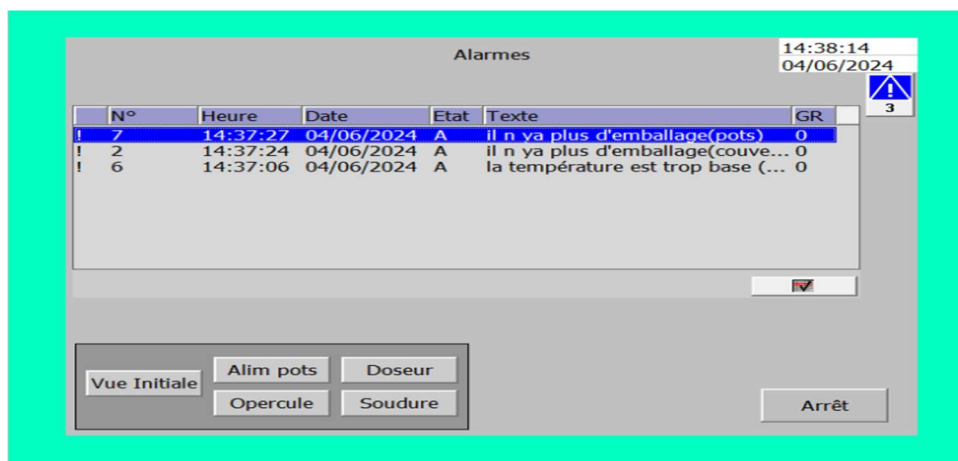 Alarmes
14:38:14
04/06/2024
3
N° Heure Date Etat Texte GR
! 7 14:37:27 04/06/2024 A il n ya plus d'emballage(pots) 0
! 2 14:37:24 04/06/2024 A il n ya plus d'emballage(couve... 0
! 6 14:37:06 04/06/2024 A la température est trop base (... 0
Vue Initiale
Alim pots Doseur
Opercule Soudure
Arrêt